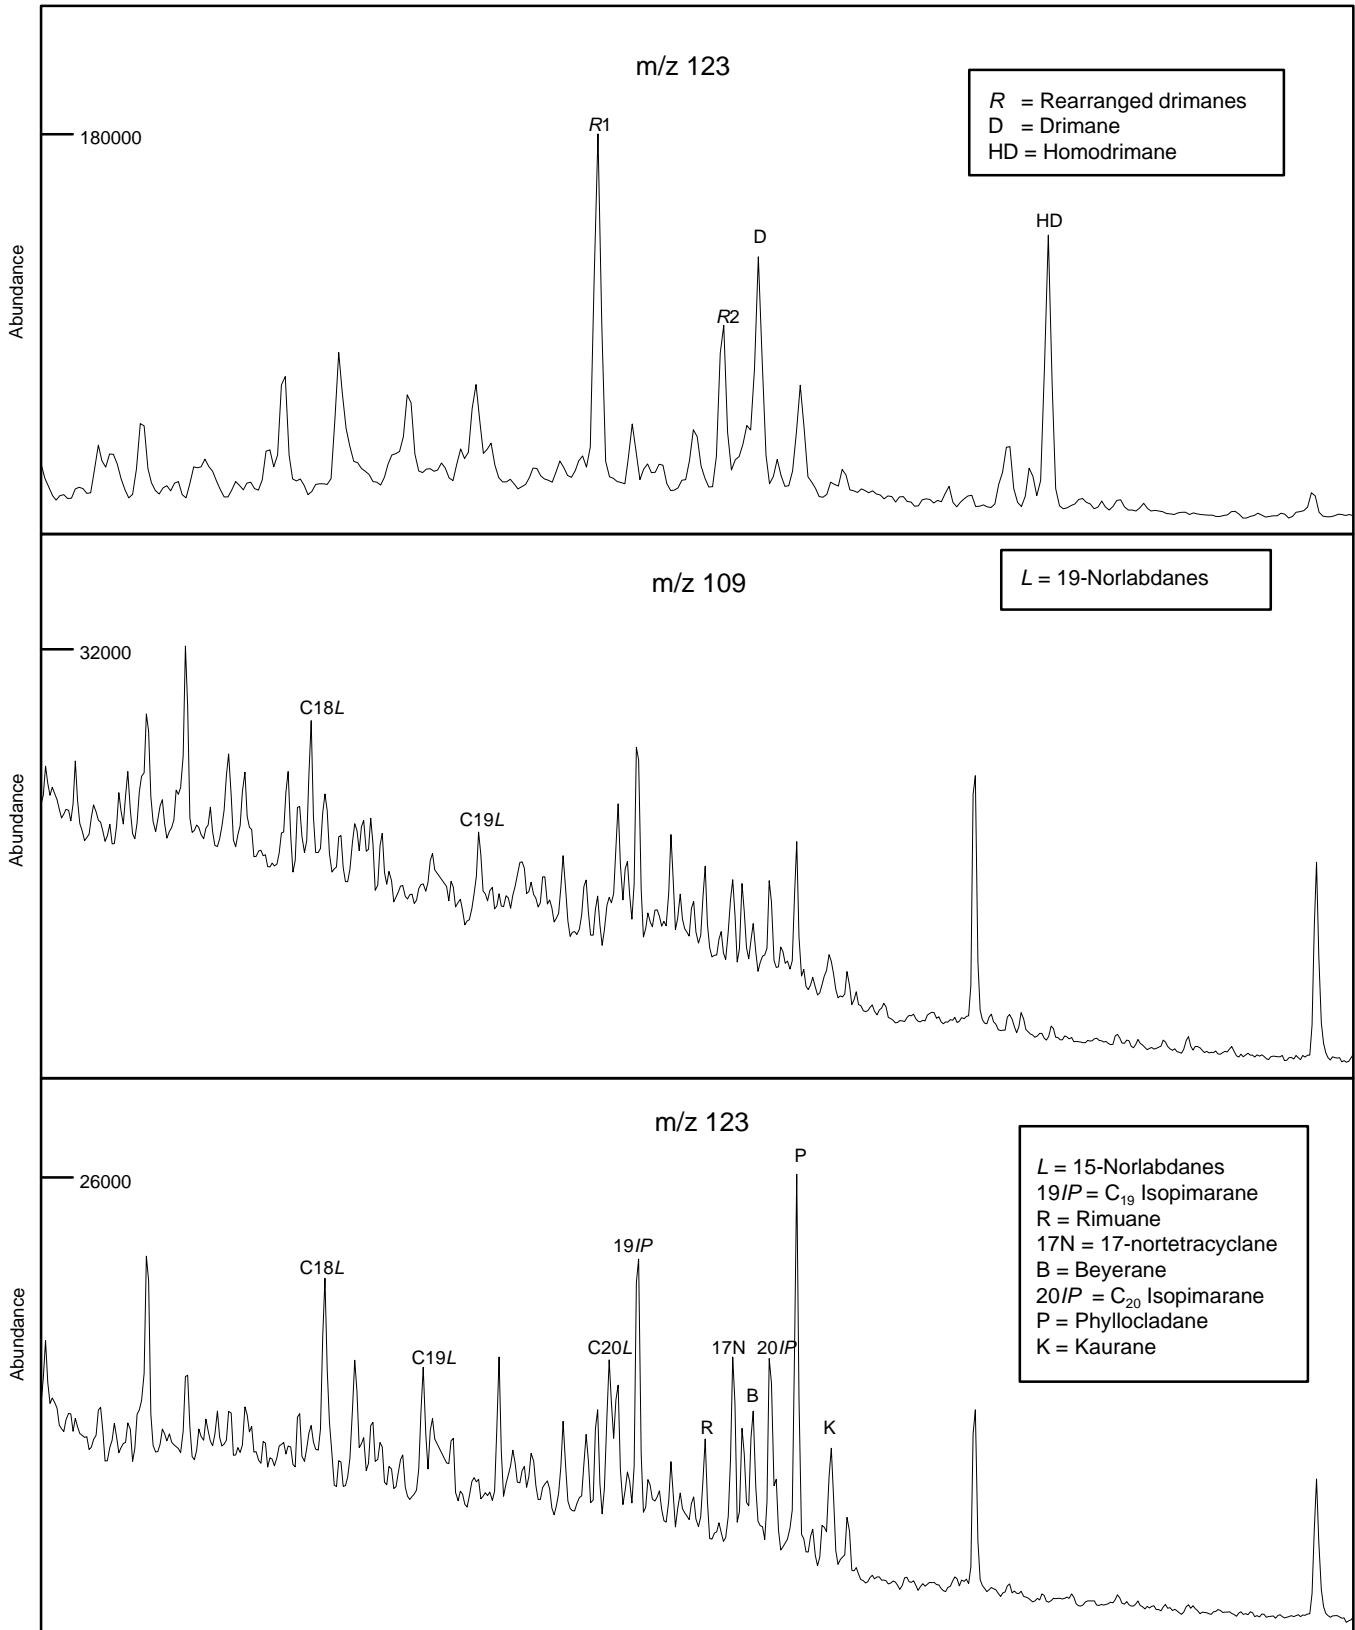 m/z 123
R = Rearranged drimanes
D = Drimane
HD = Homodrimane
180000
R1
D
HD
R2
Abundance
m/z 109
L = 19-Norlabdanes
32000
C18L
C19L
Abundance
m/z 123
L = 15-Norlabdanes
19IP = C19 Isopimarane
R = Rimuane
17N = 17-nortetracyclane
B = Beyerane
20IP = C20 Isopimarane
P = Phyllocladane
K = Kaurane
26000
P
19IP
C18L
C19L
C20L
17N
20IP
B
R
K
Abundance